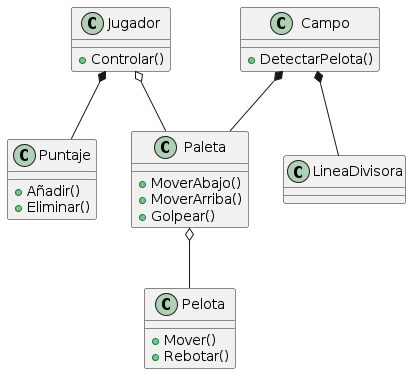 C Jugador
Controlar()
C Campo
DetectarPelota()
C Puntaje
Añadir()
Eliminar()
C Paleta
MoverAbajo()
MoverArriba()
Golpear()
C LineaDivisora
C Pelota
Mover()
Rebotar()